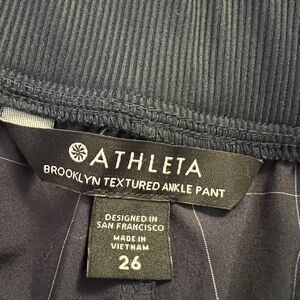 ATHLETA
BROOKLYN TEXTURED ANKLE PANT
DESIGNED IN
SAN FRANCISCO
MADE IN
VIETNAM
26